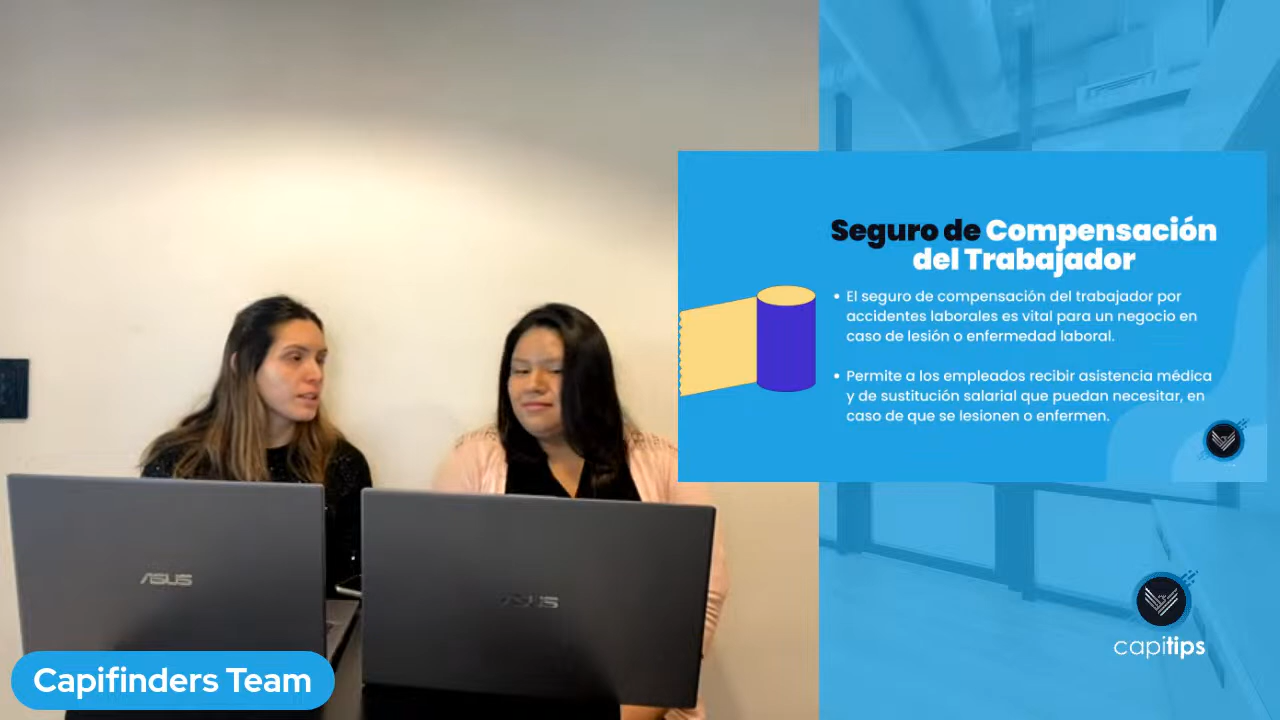 Seguro de Compensación
del Trabajador
• El seguro de compensación del trabajador por
accidentes laborales es vital para un negocio en
caso de lesión o enfermedad laboral.
• Permite a los empleados recibir asistencia médica
y de sustitución salarial que puedan necesitar, en
caso de que se lesionen o enfermen.
ASUS
ASUS
capitips
Capifinders Team